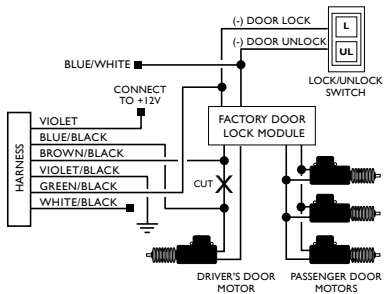 (-) DOOR LOCK
L
(-) DOOR UNLOCK
UL
BLUE/WHITE
LOCK/UNLOCK
SWITCH
CONNECT
TO +12V
FACTORY DOOR
LOCK MODULE
HARNESS
VIOLET
BLUE/BLACK
BROWN/BLACK
VIOLET/BLACK
GREEN/BLACK
WHITE/BLACK
CUT
DRIVER'S DOOR
MOTOR
PASSENGER DOOR
MOTORS